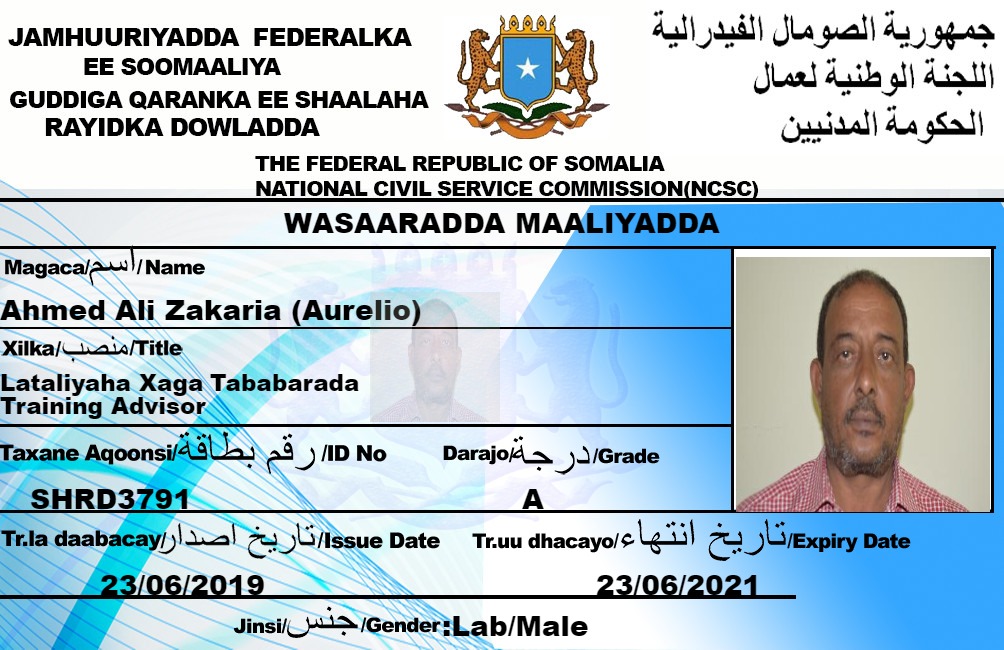 JAMHUURIYADDA FEDERALKA
EE SOOMAALIYA
GUDDIGA QARANKA EE SHAALAHA
RAYIDKA DOWLADDA
جمهورية الصومال الفيدرالية
اللجنة الوطنية لعمال
الحكومة المدنيين
THE FEDERAL REPUBLIC OF SOMALIA
NATIONAL CIVIL SERVICE COMMISSION(NCSC)
WASAARADDA MAALIYADDA
Magaca/اسم/Name
Ahmed Ali Zakaria (Aurelio)
Xilka/منصب/Title
Lataliyaha Xaga Tababarada
Training Advisor
Taxane Aqoonsi/رقم بطاقة/ID No
Darajo/درجة/Grade
SHRD3791
A
Tr.la daabacay/تاريخ اصدار/Issue Date
Tr.uu dhacayo/تاريخ انتهاء/Expiry Date
23/06/2019
23/06/2021
Jinsi/جنس/Gender:Lab/Male